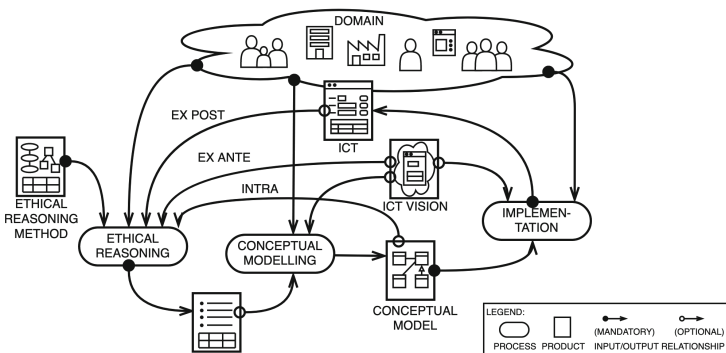 DOMAIN
EX POST
ICT
EX ANTE
INTRA
ICT VISION
ETHICAL
REASONING
METHOD
ETHICAL
REASONING
CONCEPTUAL
MODELLING
IMPLEMEN-
TATION
CONCEPTUAL
MODEL
LEGEND:
PROCESS
PRODUCT
(MANDATORY)
(OPTIONAL)
INPUT/OUTPUT RELATIONSHIP